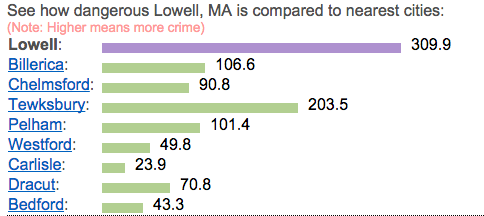 See how dangerous Lowell, MA is compared to nearest cities:
(Note: Higher means more crime)
Lowell: 309.9
Billerica: 106.6
Chelmsford: 90.8
Tewksbury: 203.5
Pelham: 101.4
Westford: 49.8
Carlisle: 23.9
Dracut: 70.8
Bedford: 43.3